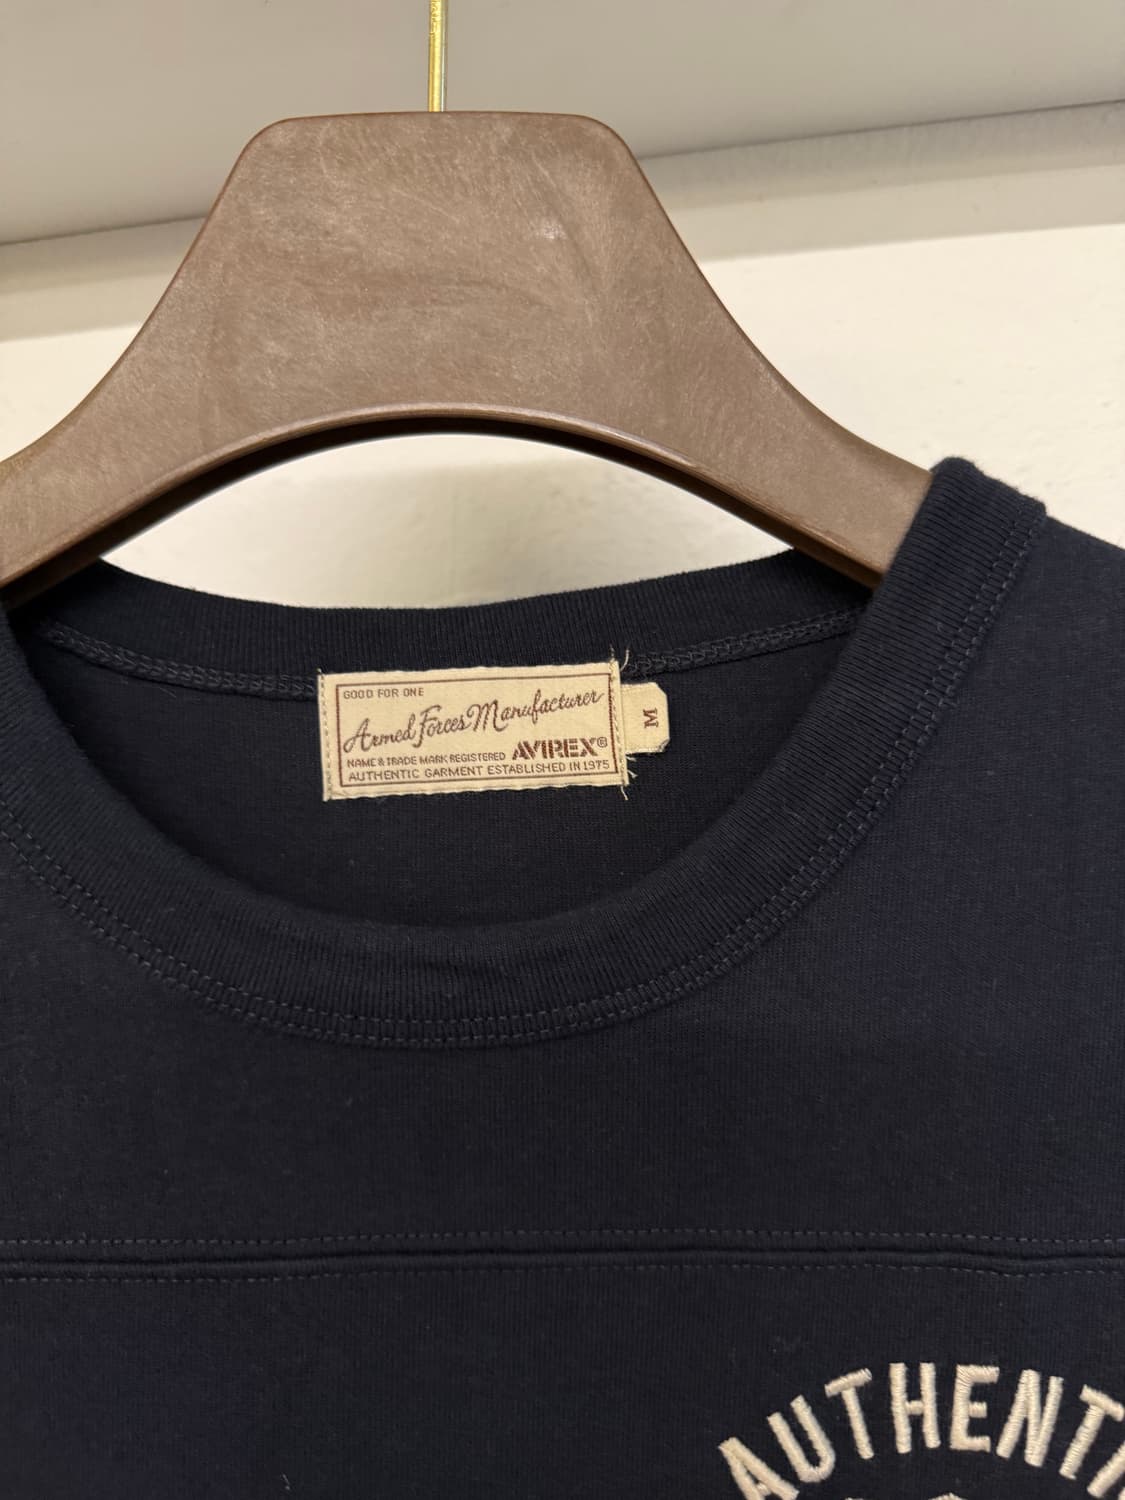 GOOD FOR ONE
Armed Forces Manufacturer
NAME & TRADE MARK REGISTERED AVIREX®
AUTHENTIC GARMENT ESTABLISHED IN 1975
M
AUTHENTI